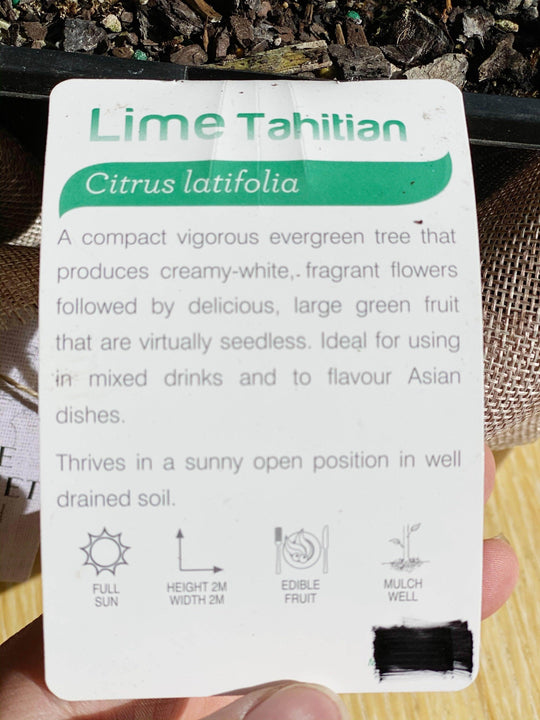 Lime Tahitian
Citrus latifolia
A compact vigorous evergreen tree that
produces creamy-white, fragrant flowers
followed by delicious, large green fruit
that are virtually seedless. Ideal for using
in mixed drinks and to flavour Asian
dishes.
Thrives in a sunny open position in well
drained soil.
FULL
SUN
HEIGHT 2M
WIDTH 2M
EDIBLE
FRUIT
MULCH
WELL